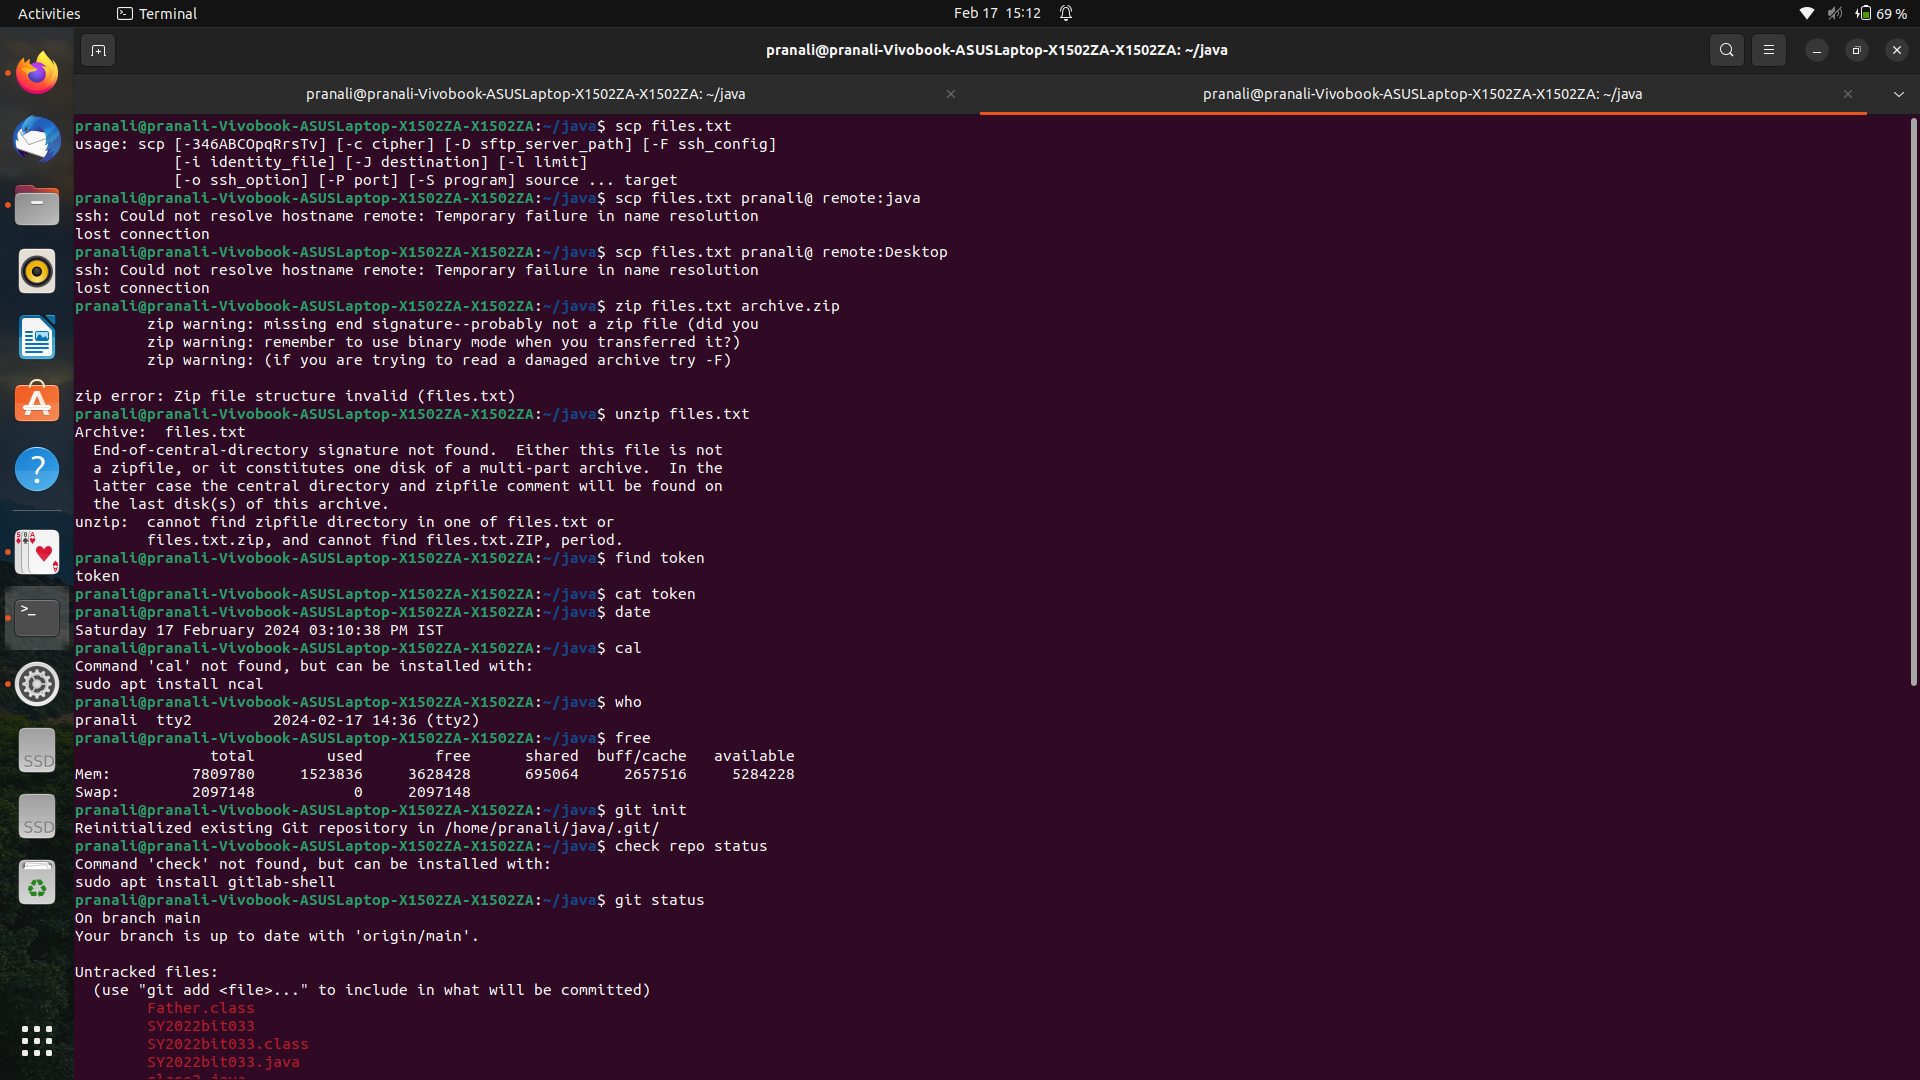 Activities
Terminal
Feb 17 15:12
69 %
pranali@pranali-Vivobook-ASUSLaptop-X1502ZA-X1502ZA: ~/java
pranali@pranali-Vivobook-ASUSLaptop-X1502ZA-X1502ZA: ~/java
pranali@pranali-Vivobook-ASUSLaptop-X1502ZA-X1502ZA: ~/java
pranali@pranali-Vivobook-ASUSLaptop-X1502ZA-X1502ZA:~/java$ scp files.txt
usage: scp [-346ABCOpqRrsTv] [-c cipher] [-D sftp_server_path] [-F ssh_config]
           [-i identity_file] [-J destination] [-l limit]
           [-o ssh_option] [-P port] [-S program] source ... target
pranali@pranali-Vivobook-ASUSLaptop-X1502ZA-X1502ZA:~/java$ scp files.txt pranali@ remote:java
ssh: Could not resolve hostname remote: Temporary failure in name resolution
lost connection
pranali@pranali-Vivobook-ASUSLaptop-X1502ZA-X1502ZA:~/java$ scp files.txt pranali@ remote:Desktop
ssh: Could not resolve hostname remote: Temporary failure in name resolution
lost connection
pranali@pranali-Vivobook-ASUSLaptop-X1502ZA-X1502ZA:~/java$ zip files.txt archive.zip
        zip warning: missing end signature--probably not a zip file (did you
        zip warning: remember to use binary mode when you transferred it?)
        zip warning: (if you are trying to read a damaged archive try -F)

zip error: Zip file structure invalid (files.txt)
pranali@pranali-Vivobook-ASUSLaptop-X1502ZA-X1502ZA:~/java$ unzip files.txt
Archive:  files.txt
  End-of-central-directory signature not found.  Either this file is not
  a zipfile, or it constitutes one disk of a multi-part archive.  In the
  latter case the central directory and zipfile comment will be found on
  the last disk(s) of this archive.
unzip:  cannot find zipfile directory in one of files.txt or
        files.txt.zip, and cannot find files.txt.ZIP, period.
pranali@pranali-Vivobook-ASUSLaptop-X1502ZA-X1502ZA:~/java$ find token
token
pranali@pranali-Vivobook-ASUSLaptop-X1502ZA-X1502ZA:~/java$ cat token
pranali@pranali-Vivobook-ASUSLaptop-X1502ZA-X1502ZA:~/java$ date
Saturday 17 February 2024 03:10:38 PM IST
pranali@pranali-Vivobook-ASUSLaptop-X1502ZA-X1502ZA:~/java$ cal
Command 'cal' not found, but can be installed with:
sudo apt install ncal
pranali@pranali-Vivobook-ASUSLaptop-X1502ZA-X1502ZA:~/java$ who
pranali  tty2         2024-02-17 14:36 (tty2)
pranali@pranali-Vivobook-ASUSLaptop-X1502ZA-X1502ZA:~/java$ free
               total        used        free      shared  buff/cache   available
Mem:         7809780     1523836     3628428      695064     2657516     5284228
Swap:        2097148           0     2097148
pranali@pranali-Vivobook-ASUSLaptop-X1502ZA-X1502ZA:~/java$ git init
Reinitialized existing Git repository in /home/pranali/java/.git/
pranali@pranali-Vivobook-ASUSLaptop-X1502ZA-X1502ZA:~/java$ check repo status
Command 'check' not found, but can be installed with:
sudo apt install gitlab-shell
pranali@pranali-Vivobook-ASUSLaptop-X1502ZA-X1502ZA:~/java$ git status
On branch main
Your branch is up to date with 'origin/main'.

Untracked files:
  (use "git add <file>..." to include in what will be committed)
        Father.class
        SY2022bit033
        SY2022bit033.class
        SY2022bit033.java
SSD
SSD